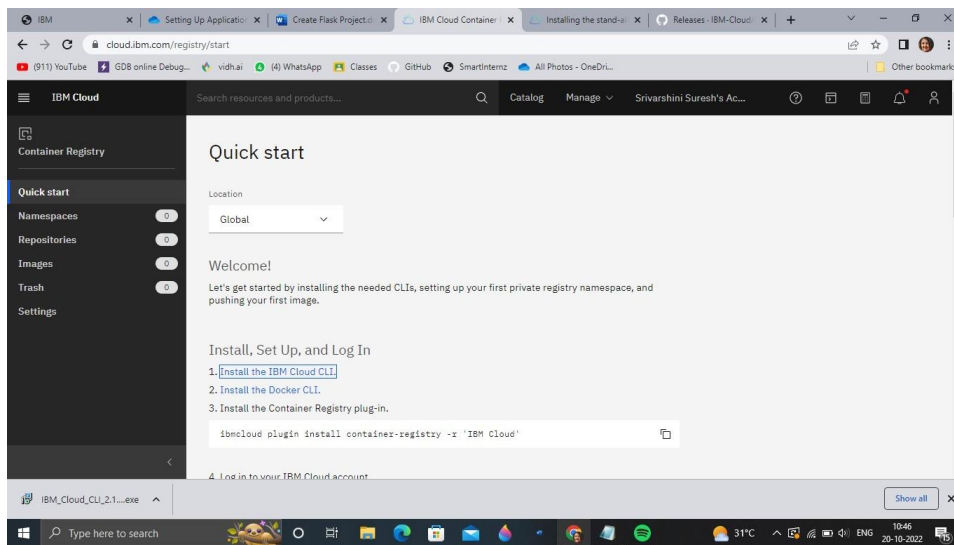 IBM
Setting Up Application
Create Flask Project.d
IBM Cloud Container
Installing the stand-al
Releases · IBM-Cloud/
cloud.ibm.com/registry/start
(911) YouTube
GDB online Debug...
vidh.ai
(4) WhatsApp
Classes
GitHub
SmartInternz
All Photos - OneDri...
Other bookmarks
IBM Cloud
Search resources and products...
Catalog
Manage
Srivarshini Suresh's Ac...
Container Registry
Quick start
Namespaces 0
Repositories 0
Images 0
Trash 0
Settings
Quick start
Location
Global
Welcome!
Let's get started by installing the needed CLIs, setting up your first private registry namespace, and
pushing your first image.
Install, Set Up, and Log In
1. Install the IBM Cloud CLI.
2. Install the Docker CLI.
3. Install the Container Registry plug-in.
ibmcloud plugin install container-registry -r 'IBM Cloud'
4. Log in to your IBM Cloud account
IBM_Cloud_CLI_2.1....exe
Show all
Type here to search
31°C
ENG
10:46
20-10-2022
15